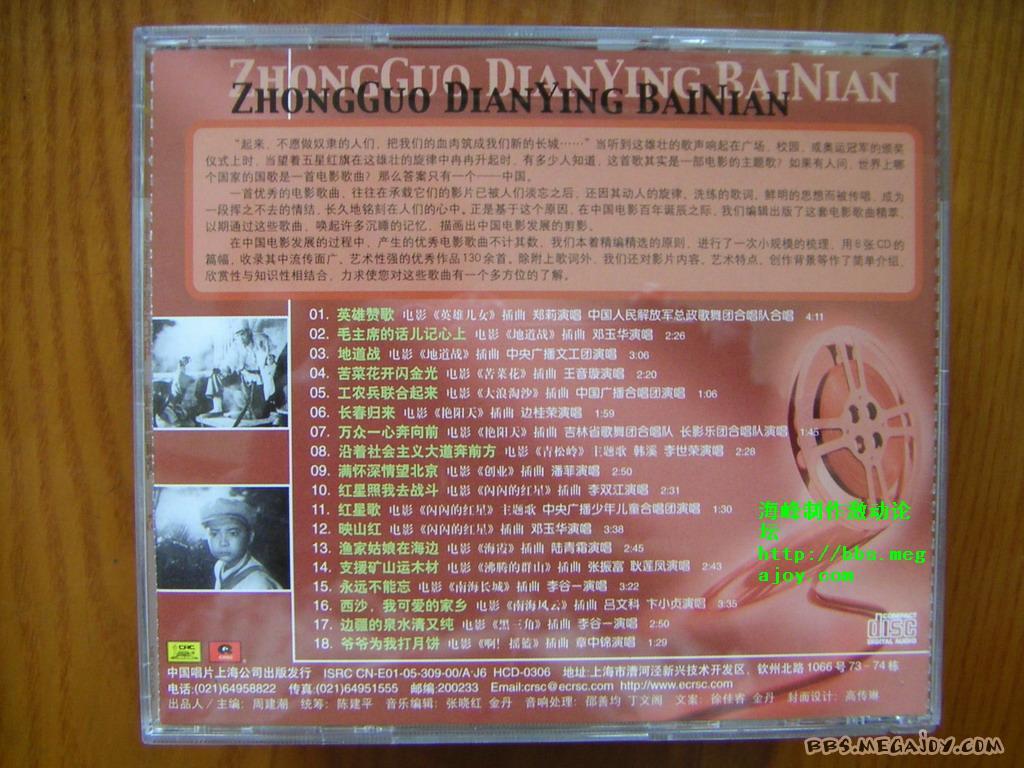 ZHONGGUO DIANYING BAINIAN
ZHONGGUO DIANYING BAINIAN
“起来，不愿做奴隶的人们，把我们的血肉筑成我们新的长城……”当听到这雄壮的歌声响起在广场、校园，或奥运冠军的颁奖
仪式上时，当望着五星红旗在这雄壮的旋律中冉冉升起时，有多少人知道，这首歌其实是一部电影的主题歌？如果有人问，世界上哪
个国家的国歌是一首电影歌曲？那么答案只有一个——中国。
一首优秀的电影歌曲，往往在承载它们的影片已被人们淡忘之后，还因其动人的旋律、洗练的歌词、鲜明的思想而被传唱，成为
一段挥之不去的情结，长久地铭刻在人们的心中。正是基于这个原因，在中国电影百年诞辰之际，我们编辑出版了这套电影歌曲精萃，
以期通过这些歌曲，唤起许多沉睡的记忆，描画出中国电影发展的剪影。
在中国电影发展的过程中，产生的优秀电影歌曲不计其数，我们本着精编精选的原则，进行了一次小规模的梳理，用8张CD的
篇幅，收录其中流传面广、艺术性强的优秀作品130余首。除附上歌词外，我们还对影片内容、艺术特点、创作背景等作了简单介绍，
欣赏性与知识性相结合，力求使您对这些歌曲有一个多方位的了解。
01. 英雄赞歌 电影《英雄儿女》插曲 郑莉演唱 中国人民解放军总政歌舞团合唱队合唱 4:11
02. 毛主席的话儿记心上 电影《地道战》插曲 邓玉华演唱 2:26
03. 地道战 电影《地道战》插曲 中央广播文工团演唱 3:06
04. 苦菜花开闪金光 电影《苦菜花》插曲 王音璇演唱 2:20
05. 工农兵联合起来 电影《大浪淘沙》插曲 中国广播合唱团演唱 1:06
06. 长春归来 电影《艳阳天》插曲 边桂荣演唱 1:59
07. 万众一心奔向前 电影《艳阳天》插曲 吉林省歌舞团合唱队 长影乐团合唱队演唱 1:45
08. 沿着社会主义大道奔前方 电影《青松岭》主题歌 韩溪 李世荣演唱 2:28
09. 满怀深情望北京 电影《创业》插曲 潘菲演唱 2:50
10. 红星照我去战斗 电影《闪闪的红星》插曲 李双江演唱 2:31
11. 红星歌 电影《闪闪的红星》主题歌 中央广播少年儿童合唱团演唱 1:30
12. 映山红 电影《闪闪的红星》插曲 邓玉华演唱 3:38
13. 渔家姑娘在海边 电影《海霞》插曲 陆青霜演唱 2:45
14. 支援矿山运木材 电影《沸腾的群山》插曲 张振富 耿莲凤演唱 2:43
15. 永远不能忘 电影《南海长城》插曲 李谷一演唱 3:22
16. 西沙，我可爱的家乡 电影《南海风云》插曲 吕文科 卞小贞演唱 3:35
17. 边疆的泉水清又纯 电影《黑三角》插曲 李谷一演唱 2:50
18. 爷爷为我打月饼 电影《啊！摇篮》插曲 章中锦演唱 1:29
海峰制作激动论
坛
http://bbs.meg
ajoy.com
CRC
COMPACT
disc
DIGITAL AUDIO
中国唱片上海公司出版发行 ISRC CN-E01-05-309-00/A·J6 HCD-0306 地址：上海市漕河泾新兴技术开发区，钦州北路1066号73-74栋
电话:(021)64958822 传真:(021)64951555 邮编:200233 Email:crsc@ecrsc.com http://www.ecrsc.com
出品人/主编：周建潮 统筹：陈建平 音乐编辑：张晓红 金丹 音响处理：邵善均 丁文阁 文案：徐佳睿 金丹 封面设计：高传琳
BBS.MEGAJOY.COM